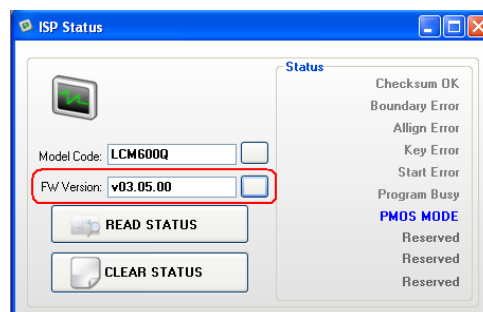 ISP Status
Status
Checksum OK
Boundary Error
Allign Error
Model Code: LCM600Q
Key Error
Start Error
FW Version: v03.05.00
Program Busy
READ STATUS
PMOS MODE
Reserved
Reserved
CLEAR STATUS
Reserved